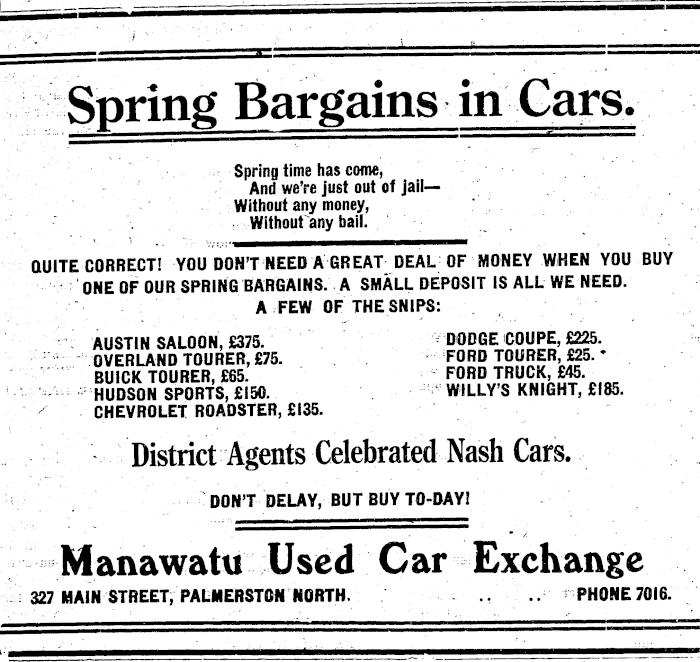 Spring Bargains in Cars.
Spring time has come,
And we're just out of jail—
Without any money,
Without any bail.
QUITE CORRECT! YOU DON'T NEED A GREAT DEAL OF MONEY WHEN YOU BUY
ONE OF OUR SPRING BARGAINS. A SMALL DEPOSIT IS ALL WE NEED.
A FEW OF THE SNIPS:
AUSTIN SALOON, £375.
OVERLAND TOURER, £75.
BUICK TOURER, £65.
HUDSON SPORTS, £150.
CHEVROLET ROADSTER, £135.
DODGE COUPE, £225.
FORD TOURER, £25.
FORD TRUCK, £45.
WILLY'S KNIGHT, £185.
District Agents Celebrated Nash Cars.
DON'T DELAY, BUT BUY TO-DAY!
Manawatu Used Car Exchange
327 MAIN STREET, PALMERSTON NORTH. .. .. PHONE 7016.